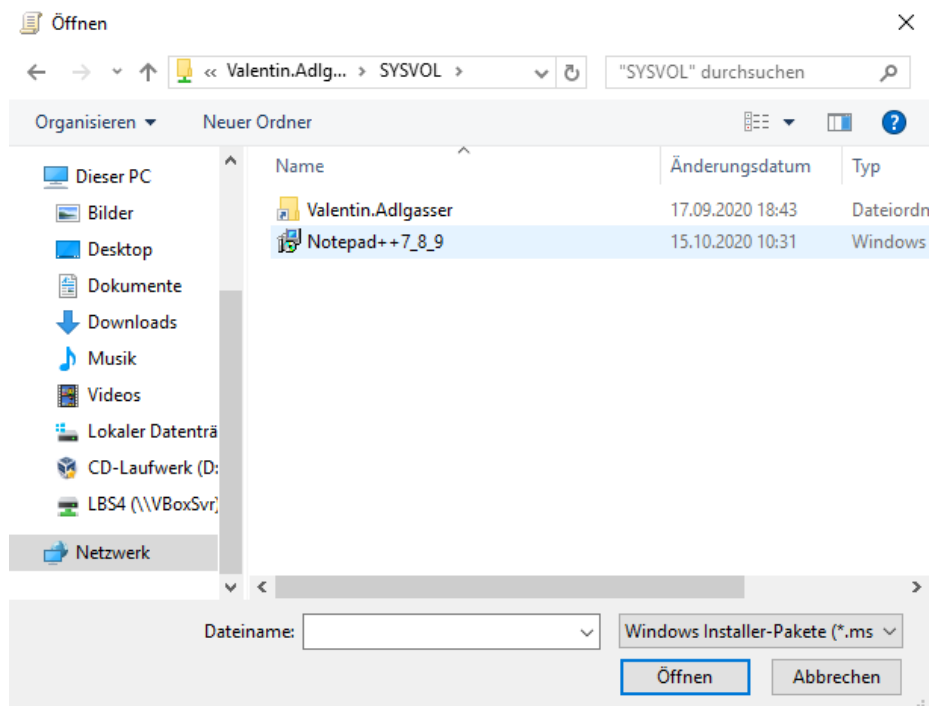 Öffnen
« Valentin.Adlg... > SYSVOL > "SYSVOL" durchsuchen
Organisieren Neuer Ordner ?
Name Änderungsdatum Typ
Dieser PC
Bilder
Desktop
Dokumente
Downloads
Musik
Videos
Lokaler Datenträ
CD-Laufwerk (D:
LBS4 (\\VBoxSvr)
Netzwerk
Valentin.Adlgasser 17.09.2020 18:43 Dateiordn
Notepad++7_8_9 15.10.2020 10:31 Windows
Dateiname: Windows Installer-Pakete (*.ms
Öffnen Abbrechen